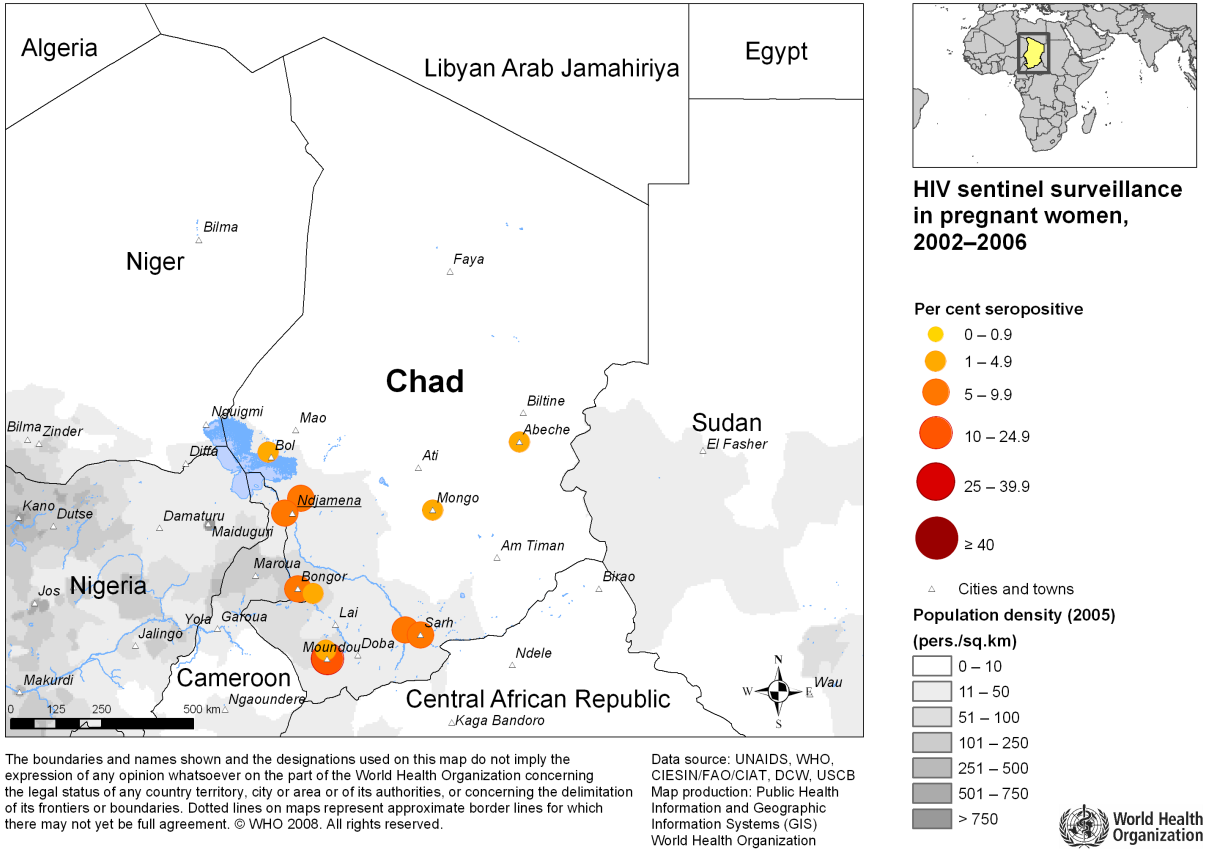 Algeria
Libyan Arab Jamahiriya
Egypt
Bilma
Niger
Faya
Chad
Biltine
Nguigmi
Mao
Abeche
Sudan
Bilma
Zinder
Bol
El Fasher
Diffa
Ati
Ndjamena
Mongo
Kano
Dutse
Damaturu
Maiduguri
Am Timan
Maroua
Bongor
Birao
Nigeria
Jos
Lai
Yola
Garoua
Sarh
Jalingo
Moundou
Doba
Ndele
Makurdi
Cameroon
Wau
Ngaoundere
Central African Republic
Kaga Bandoro
N
W
E
S
0 125 250 500 km
HIV sentinel surveillance
in pregnant women,
2002–2006
Per cent seropositive
0 – 0.9
1 – 4.9
5 – 9.9
10 – 24.9
25 – 39.9
≥ 40
Cities and towns
Population density (2005)
(pers./sq.km)
0 – 10
11 – 50
51 – 100
101 – 250
251 – 500
501 – 750
> 750
The boundaries and names shown and the designations used on this map do not imply the
expression of any opinion whatsoever on the part of the World Health Organization concerning
the legal status of any country territory, city or area or of its authorities, or concerning the delimitation
of its frontiers or boundaries. Dotted lines on maps represent approximate border lines for which
there may not yet be full agreement. © WHO 2008. All rights reserved.
Data source: UNAIDS, WHO,
CIESIN/FAO/CIAT, DCW, USCB
Map production: Public Health
Information and Geographic
Information Systems (GIS)
World Health Organization
World Health
Organization